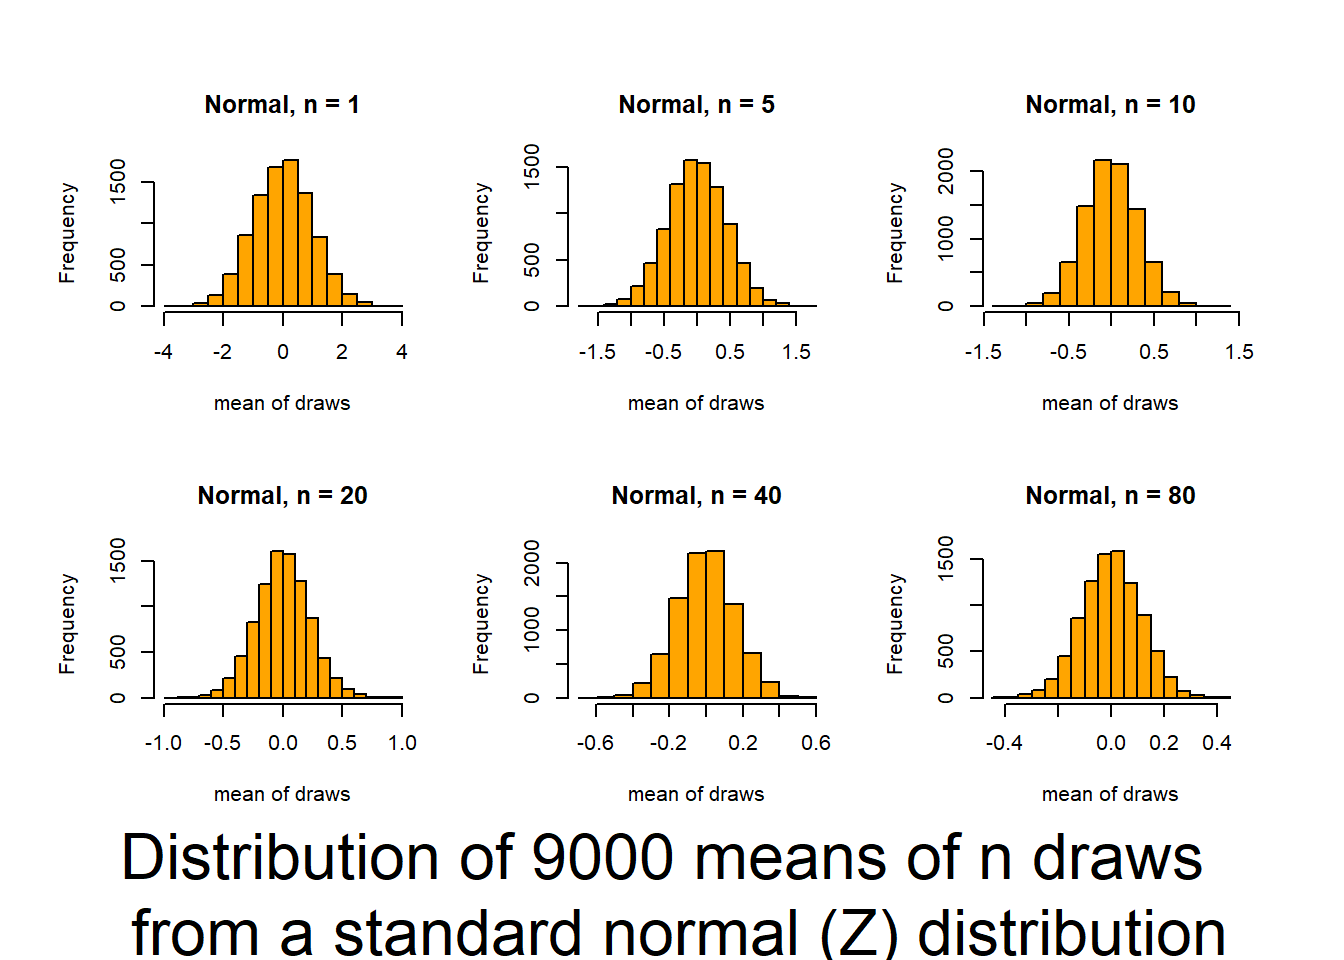 Normal, n = 1
Frequency
0 500 1500
-4 -2 0 2 4
mean of draws
Normal, n = 5
Frequency
0 500 1500
-1.5 -0.5 0.5 1.5
mean of draws
Normal, n = 10
Frequency
0 1000 2000
-1.5 -0.5 0.5 1.5
mean of draws
Normal, n = 20
Frequency
0 500 1500
-1.0 -0.5 0.0 0.5 1.0
mean of draws
Normal, n = 40
Frequency
0 1000 2000
-0.6 -0.2 0.2 0.6
mean of draws
Normal, n = 80
Frequency
0 500 1500
-0.4 0.0 0.2 0.4
mean of draws
Distribution of 9000 means of n draws
from a standard normal (Z) distribution